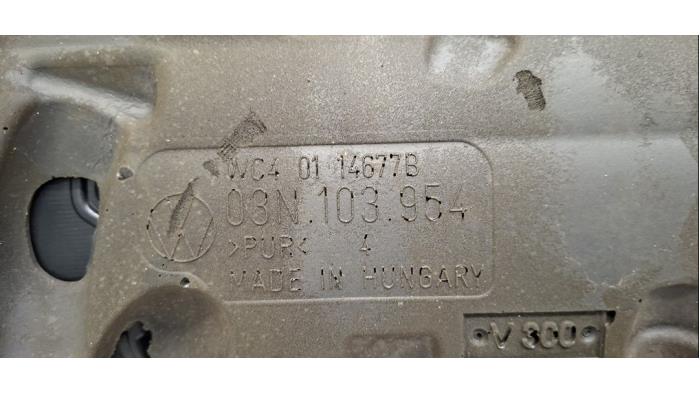 WC4 01 14677B
03N.103.954
>PUR< 4
MADE IN HUNGARY
V 300